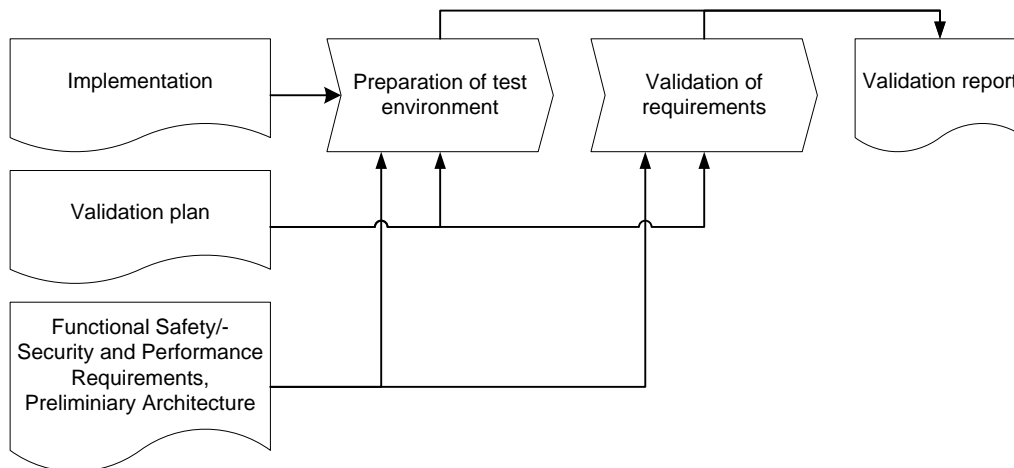 Implementation
Preparation of test
environment
Validation of
requirements
Validation report
Validation plan
Functional Safety/-
Security and Performance
Requirements,
Preliminiary Architecture